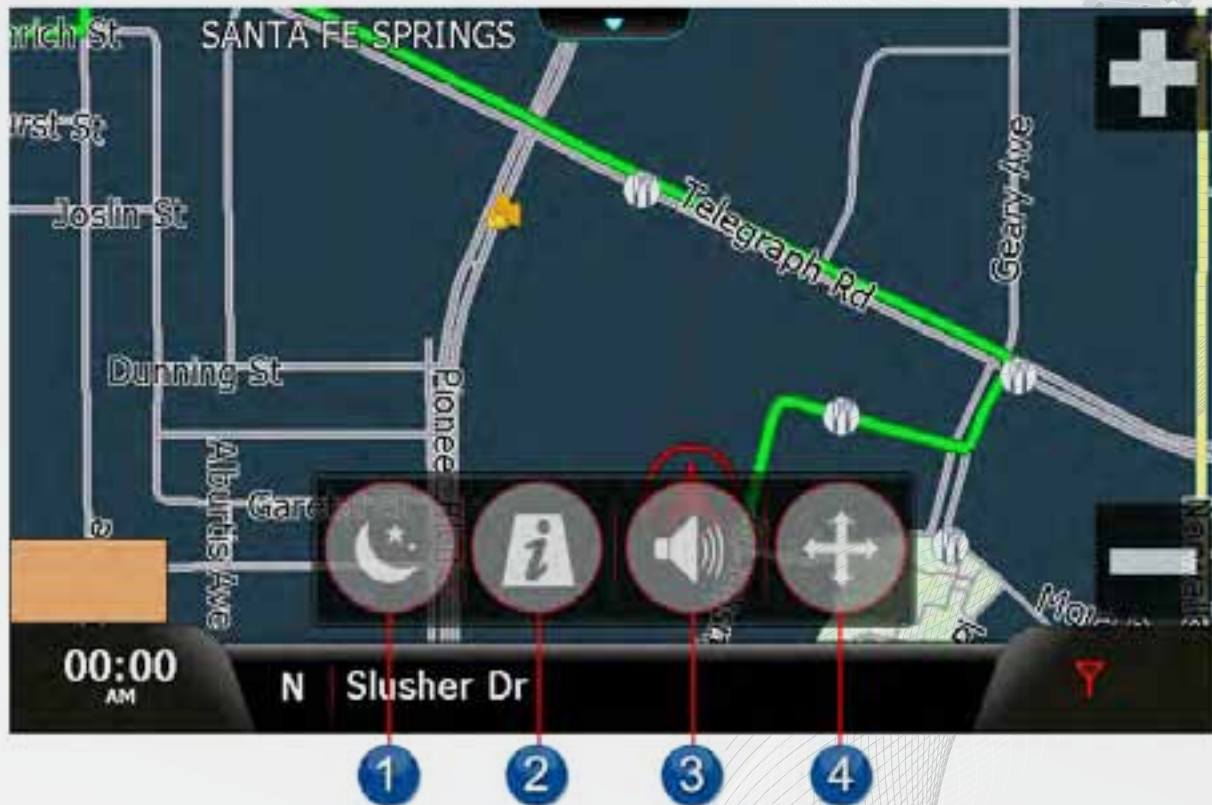 SANTA FE SPRINGS
Joslin St
Telegraph Rd
Geary Ave
Dunning St
Alburtis Ave
00:00
AM
N
Slusher Dr
1
2
3
4